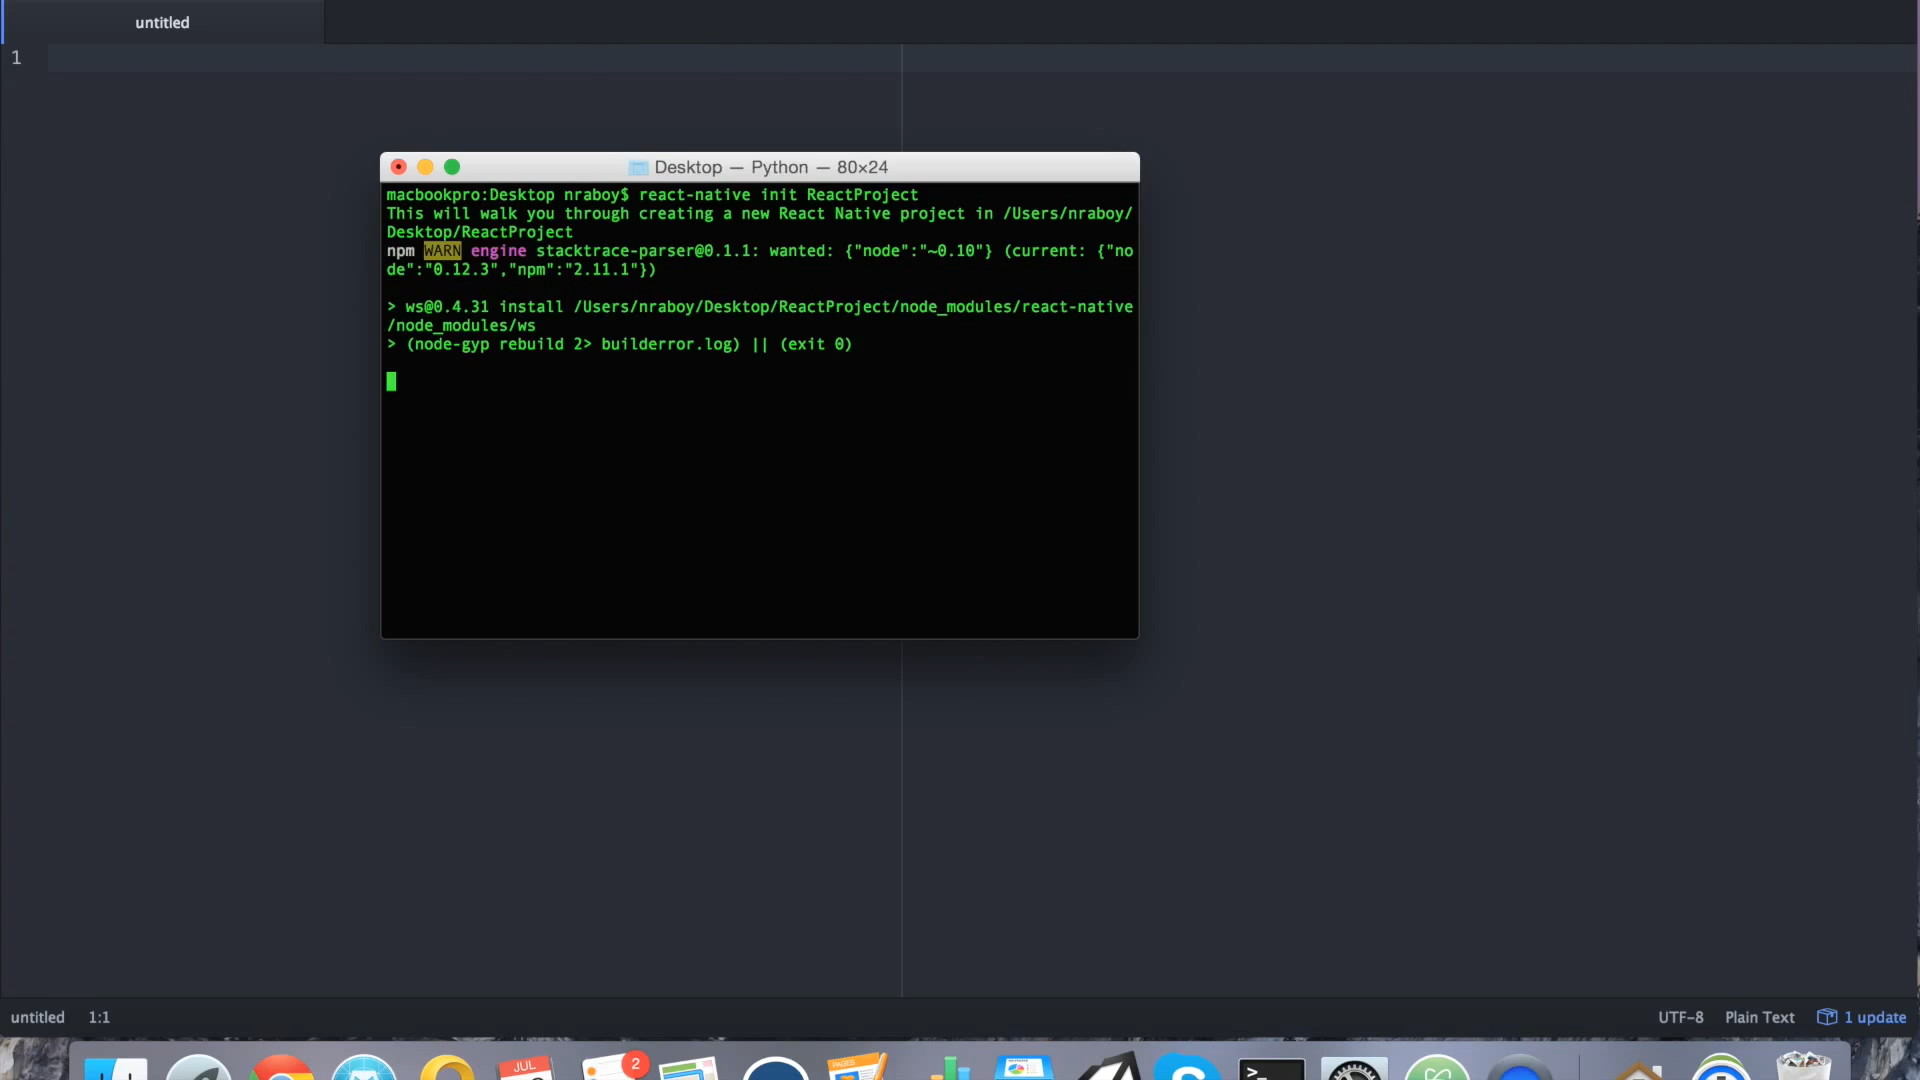 untitled
1
Desktop — Python — 80×24
macbookpro:Desktop nraboy$ react-native init ReactProject
This will walk you through creating a new React Native project in /Users/nraboy/
Desktop/ReactProject
npm WARN engine stacktrace-parser@0.1.1: wanted: {"node":"~0.10"} (current: {"no
de":"0.12.3","npm":"2.11.1"})
> ws@0.4.31 install /Users/nraboy/Desktop/ReactProject/node_modules/react-native
/node_modules/ws
> (node-gyp rebuild 2> builderror.log) || (exit 0)
untitled 1:1 UTF-8 Plain Text 1 update
JUL 2 PAGES >_